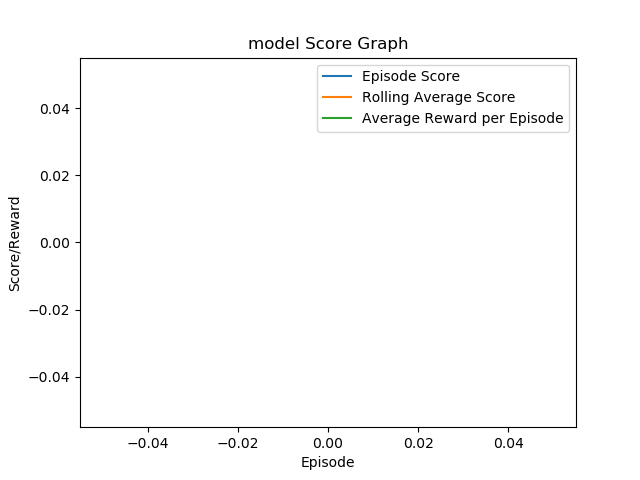 model Score Graph
Episode Score
Rolling Average Score
Average Reward per Episode
0.04
0.02
0.00
−0.02
−0.04
Score/Reward
−0.04
−0.02
0.00
0.02
0.04
Episode